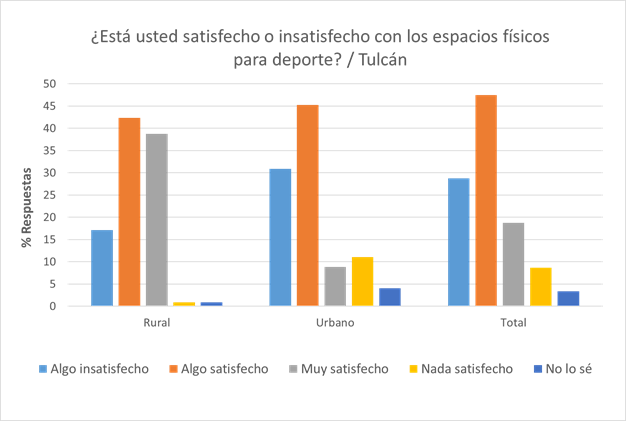 ¿Está usted satisfecho o insatisfecho con los espacios físicos
para deporte? / Tulcán
50
45
40
35
30
25
20
15
10
5
0
% Respuestas
Rural Urbano Total
Algo insatisfecho Algo satisfecho Muy satisfecho Nada satisfecho No lo sé